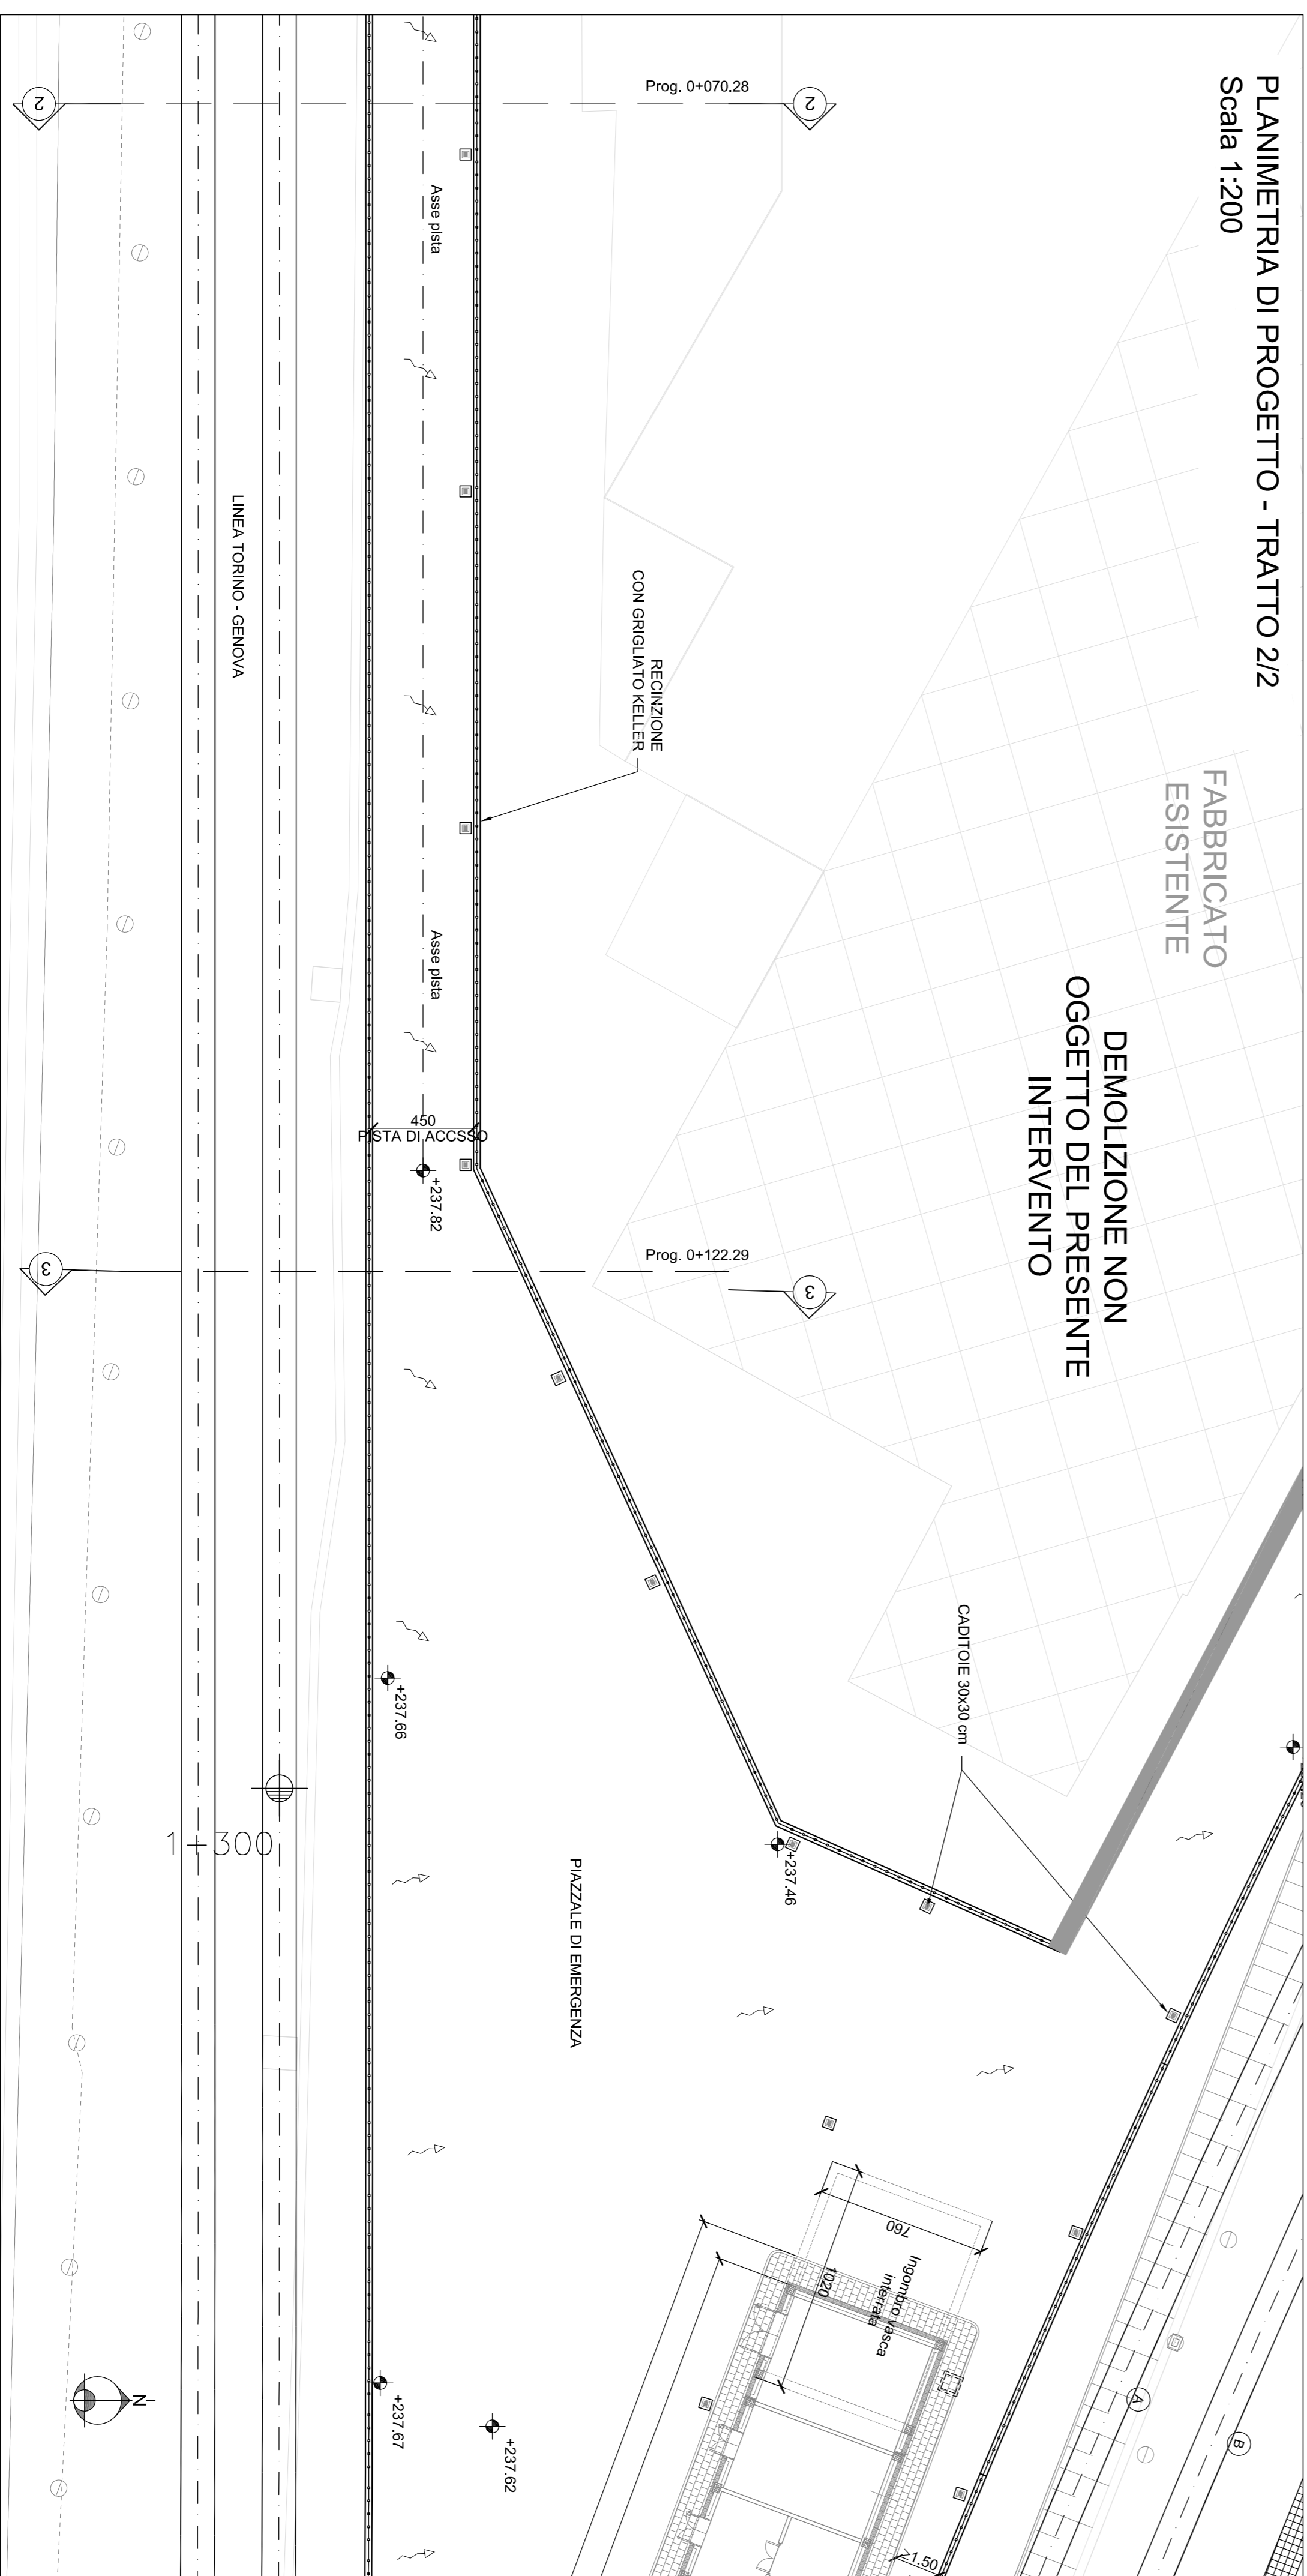 PLANIMETRIA DI PROGETTO - TRATTO 2/2
Scala 1:200
FABBRICATO
ESISTENTE
DEMOLIZIONE NON
OGGETTO DEL PRESENTE
INTERVENTO
Prog. 0+070.28
2
2
Asse pista
RECINZIONE
CON GRIGLIATO KELLER
LINEA TORINO - GENOVA
Asse pista
450
PISTA DI ACCSSO
+237.82
Prog. 0+122.29
3
3
CADITOIE 30x30 cm
+237.66
+237.46
1+300
PIAZZALE DI EMERGENZA
760
1020
Ingombro vasca
interrata
N
+237.67
+237.62
A
B
≥1.50